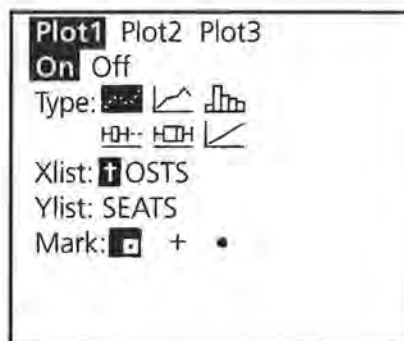 Plot1 Plot2 Plot3
On Off
Type:
Xlist: †OSTS
Ylist: SEATS
Mark: ▫ + •